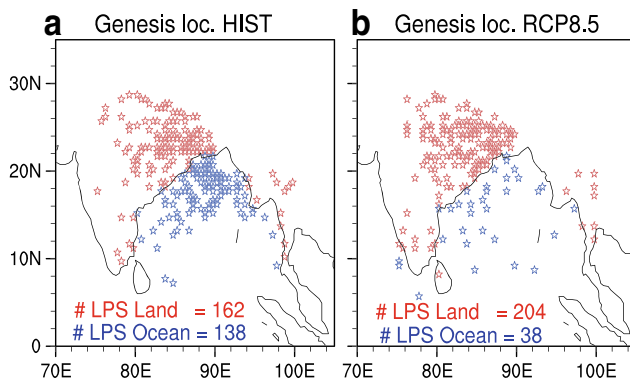 a Genesis loc. HIST
b Genesis loc. RCP8.5
30N
20N
10N
0
# LPS Land = 162
# LPS Ocean = 138
# LPS Land = 204
# LPS Ocean = 38
70E 80E 90E 100E
70E 80E 90E 100E